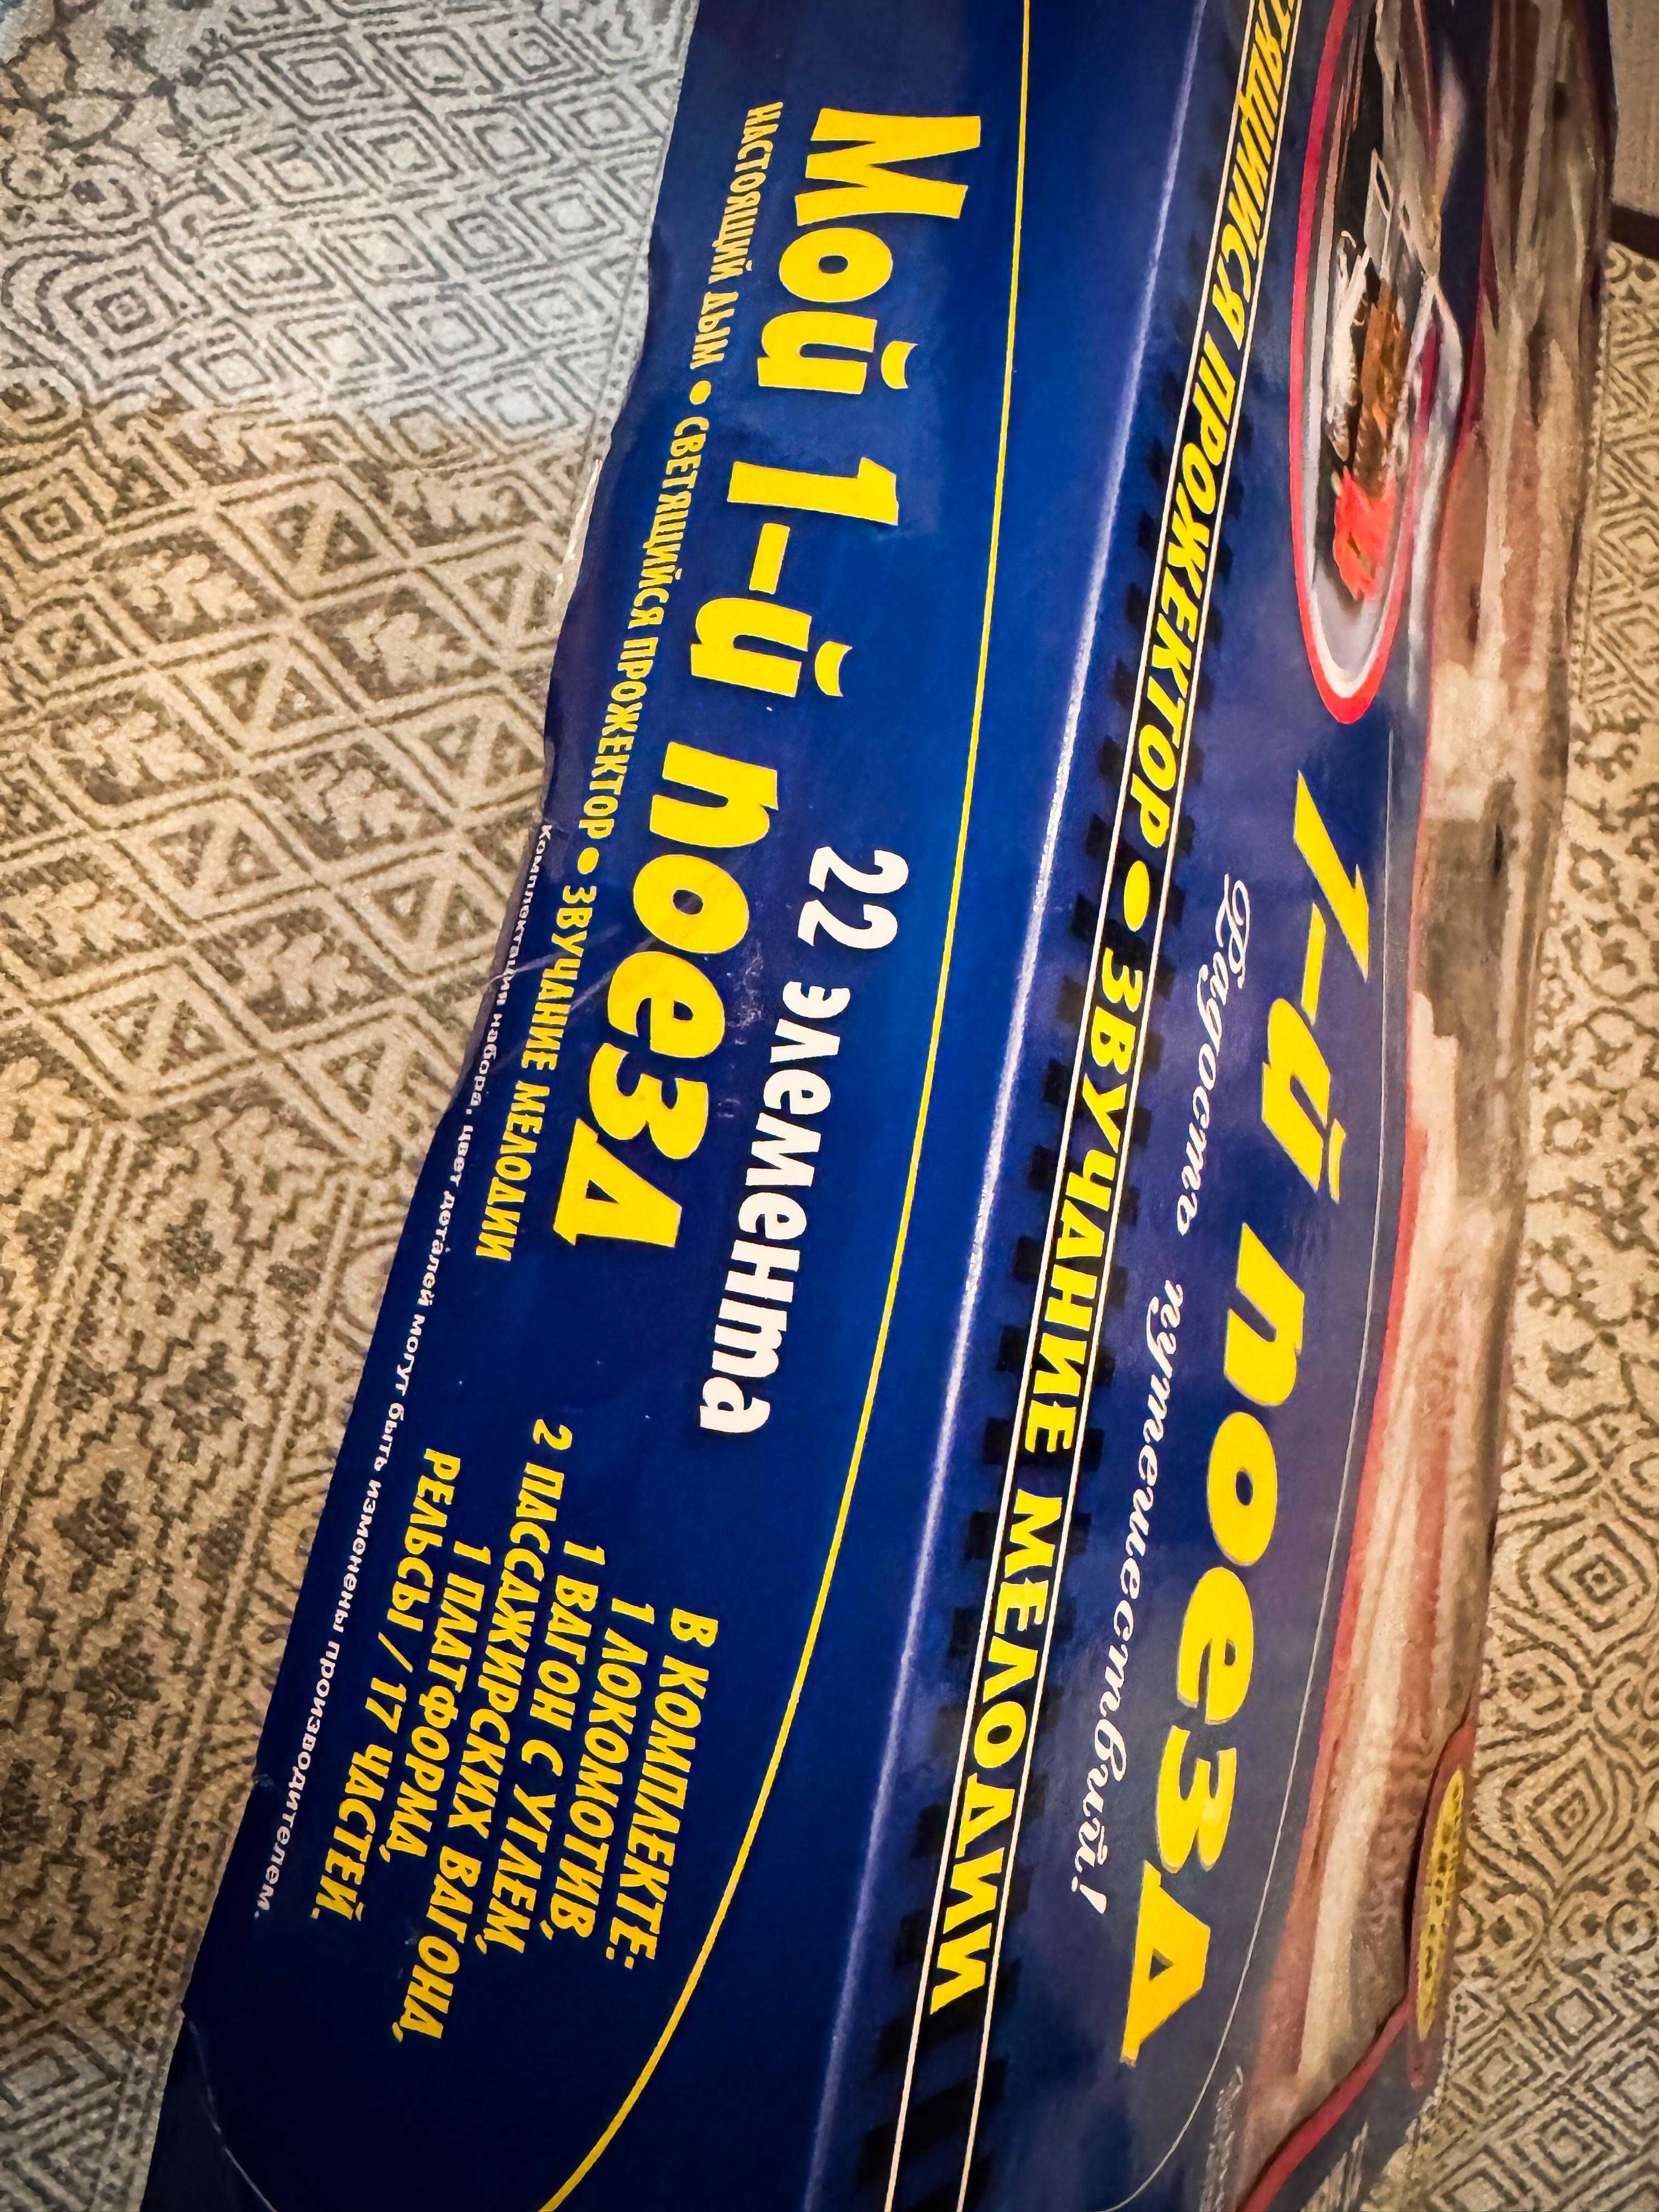 1-й поезд
Радость путешествий!
ПРОЖЕКТОР • ЗВУЧАНИЕ МЕЛОДИИ
Мой 1-й поезд
22 элемента
НАСТОЯЩИЙ ДЫМ • СВЕТЯЩИЙСЯ ПРОЖЕКТОР • ЗВУЧАНИЕ МЕЛОДИИ
В КОМПЛЕКТЕ:
1 ЛОКОМОТИВ,
1 ВАГОН С УГЛЕМ,
2 ПАССАЖИРСКИХ ВАГОНА,
1 ПЛАТФОРМА,
РЕЛЬСЫ / 17 ЧАСТЕЙ.
Комплектация набора, цвет деталей могут быть изменены производителем.